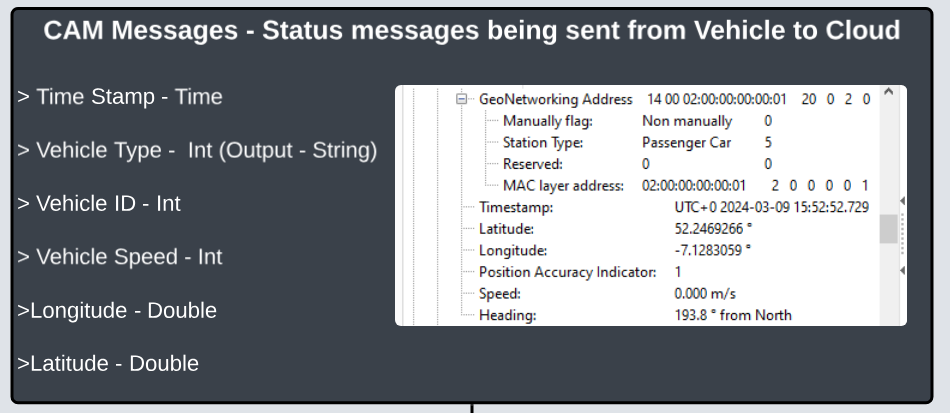 CAM Messages - Status messages being sent from Vehicle to Cloud
> Time Stamp - Time
> Vehicle Type -  Int (Output - String)
> Vehicle ID - Int
> Vehicle Speed - Int
>Longitude - Double
>Latitude - Double
GeoNetworking Address 14 00 02:00:00:00:00:01 20 0 2 0
Manually flag: Non manually 0
Station Type: Passenger Car 5
Reserved: 0 0
MAC layer address: 02:00:00:00:00:01 2 0 0 0 0 1
Timestamp: UTC+0 2024-03-09 15:52:52.729
Latitude: 52.2469266 °
Longitude: -7.1283059 °
Position Accuracy Indicator: 1
Speed: 0.000 m/s
Heading: 193.8 ° from North